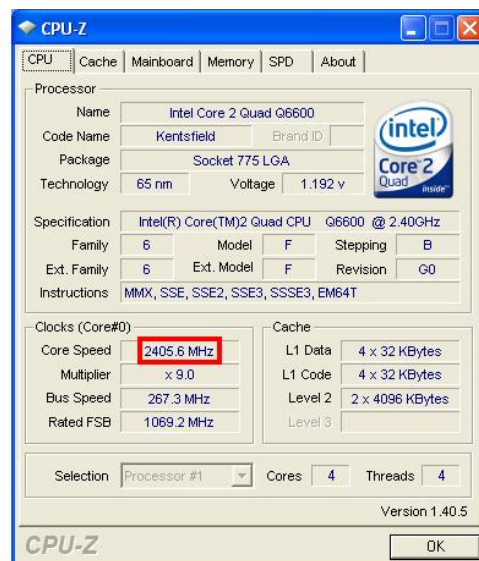 CPU-Z
CPU Cache Mainboard Memory SPD About
Processor
Name Intel Core 2 Quad Q6600
Code Name Kentsfield Brand ID
Package Socket 775 LGA
Technology 65 nm Voltage 1.192 v
intel
Core 2
Quad inside
Specification Intel(R) Core(TM)2 Quad CPU Q6600 @ 2.40GHz
Family 6 Model F Stepping B
Ext. Family 6 Ext. Model F Revision G0
Instructions MMX, SSE, SSE2, SSE3, SSSE3, EM64T
Clocks (Core#0)
Core Speed 2405.6 MHz
Multiplier x 9.0
Bus Speed 267.3 MHz
Rated FSB 1069.2 MHz
Cache
L1 Data 4 x 32 KBytes
L1 Code 4 x 32 KBytes
Level 2 2 x 4096 KBytes
Level 3
Selection Processor #1 Cores 4 Threads 4
Version 1.40.5
CPU-Z OK